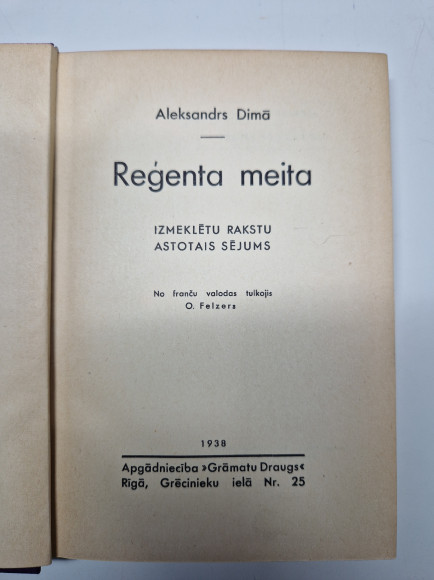 Aleksandrs Dimā
Reģenta meita
IZMEKLĒTU RAKSTU
ASTOTAIS SĒJUMS
No franču valodas tulkojis
O. Felzers
1938
Apgādniecība »Grāmatu Draugs«
Rīgā, Grēcinieku ielā Nr. 25